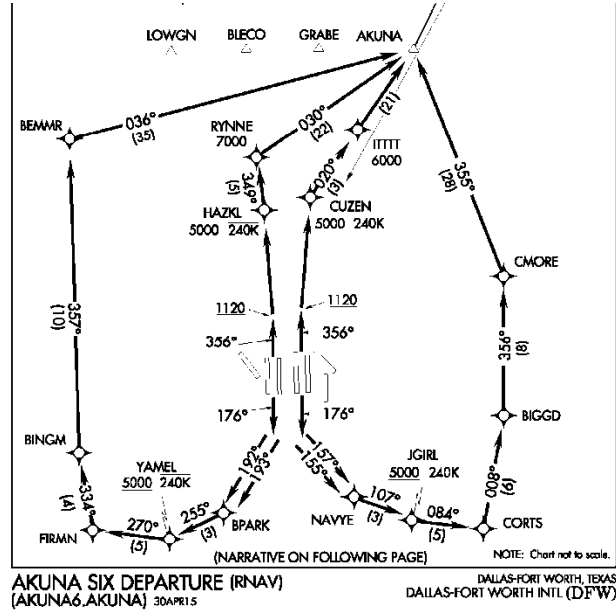 LOWGN
BLECO
GRABE
AKUNA
BEMMR
036°
(35)
RYNNE
7000
030°
(22)
(21)
ITTTT
6000
349°
(5)
020°
(3)
355°
(28)
HAZKL
5000 240K
CUZEN
5000 240K
CMORE
357°
(10)
1120
1120
356°
356°
356°
(8)
176°
176°
BINGM
BIGGD
YAMEL
5000 240K
192°
193°
157°
155°
JGIRL
5000 240K
334°
(4)
008°
(6)
FIRMN
270°
(5)
255°
(3)
BPARK
NAVYE
107°
(3)
084°
(5)
CORTS
(NARRATIVE ON FOLLOWING PAGE)
NOTE: Chart not to scale.
AKUNA SIX DEPARTURE (RNAV)
(AKUNA6.AKUNA) 30APR15
DALLAS-FORT WORTH, TEXAS
DALLAS-FORT WORTH INTL (DFW)